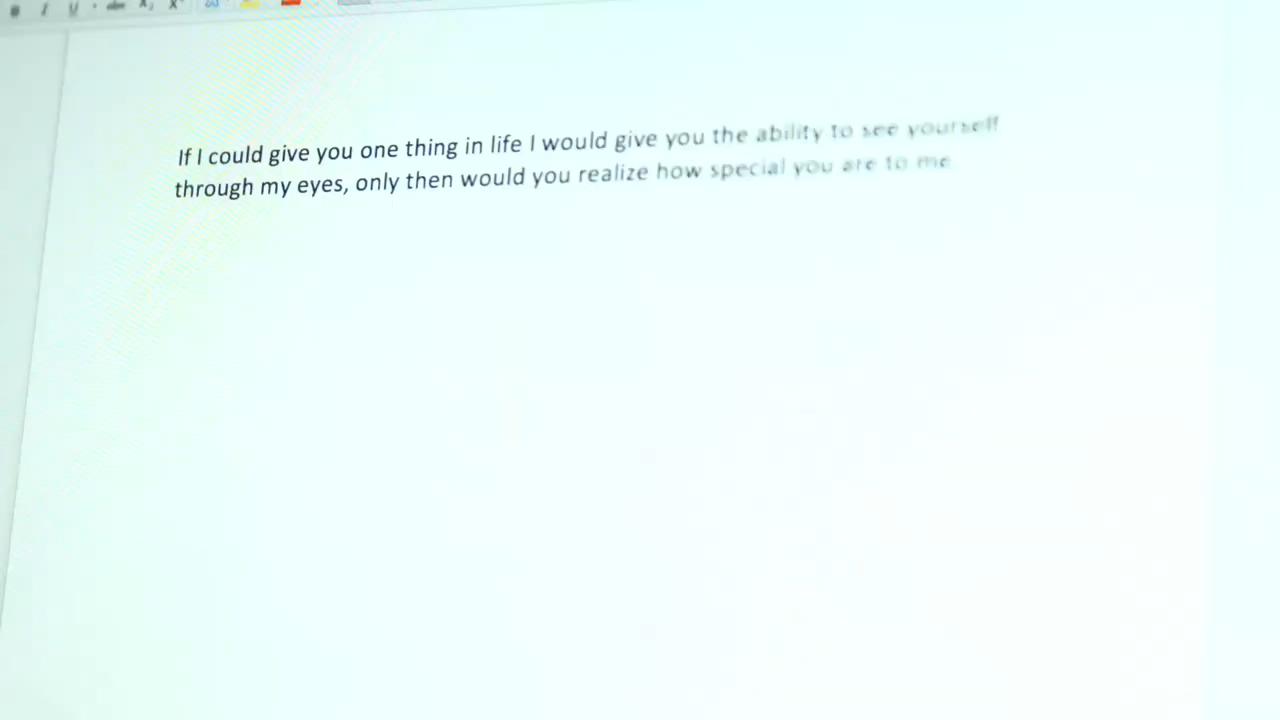 If I could give you one thing in life I would give you the ability to see yourself
through my eyes, only then would you realize how special you are to me